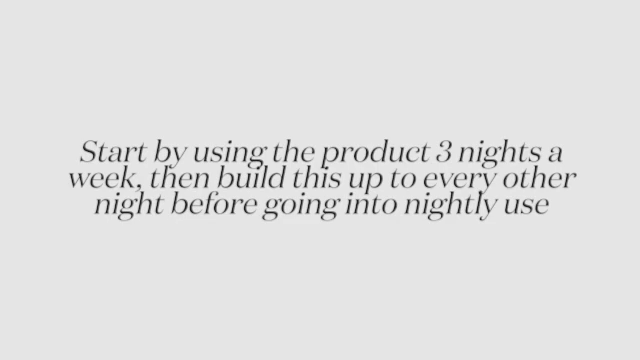 Start by using the product 3 nights a
week, then build this up to every other
night before going into nightly use